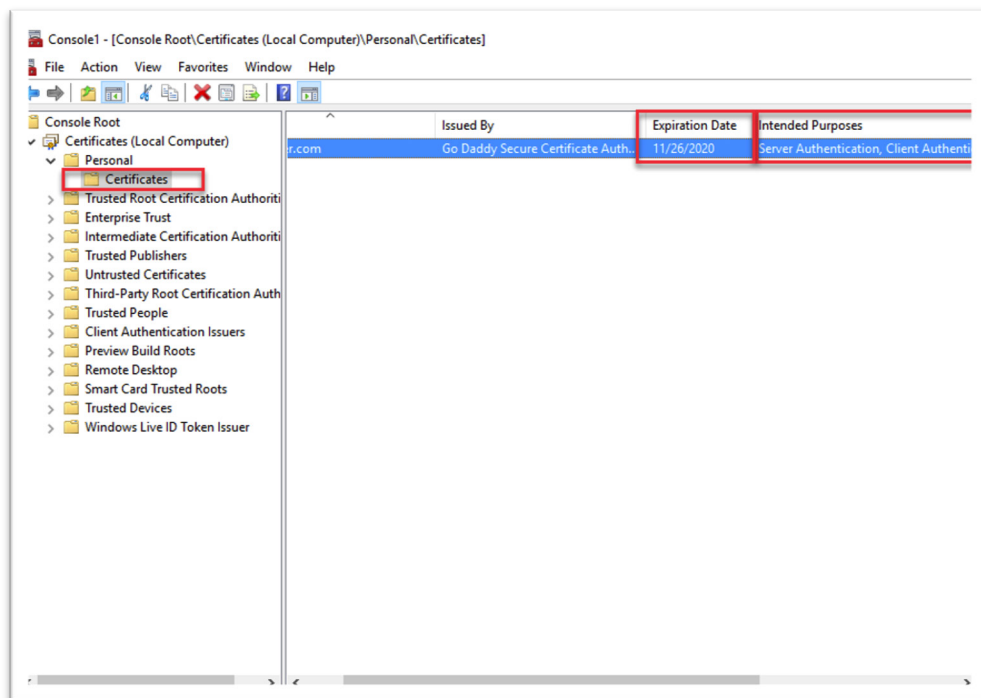 Console1 - [Console Root\Certificates (Local Computer)\Personal\Certificates]
File Action View Favorites Window Help
Console Root
Certificates (Local Computer)
Personal
Certificates
Trusted Root Certification Authoriti
Enterprise Trust
Intermediate Certification Authoriti
Trusted Publishers
Untrusted Certificates
Third-Party Root Certification Auth
Trusted People
Client Authentication Issuers
Preview Build Roots
Remote Desktop
Smart Card Trusted Roots
Trusted Devices
Windows Live ID Token Issuer
Issued By Expiration Date Intended Purposes
r.com Go Daddy Secure Certificate Auth... 11/26/2020 Server Authentication, Client Authenti